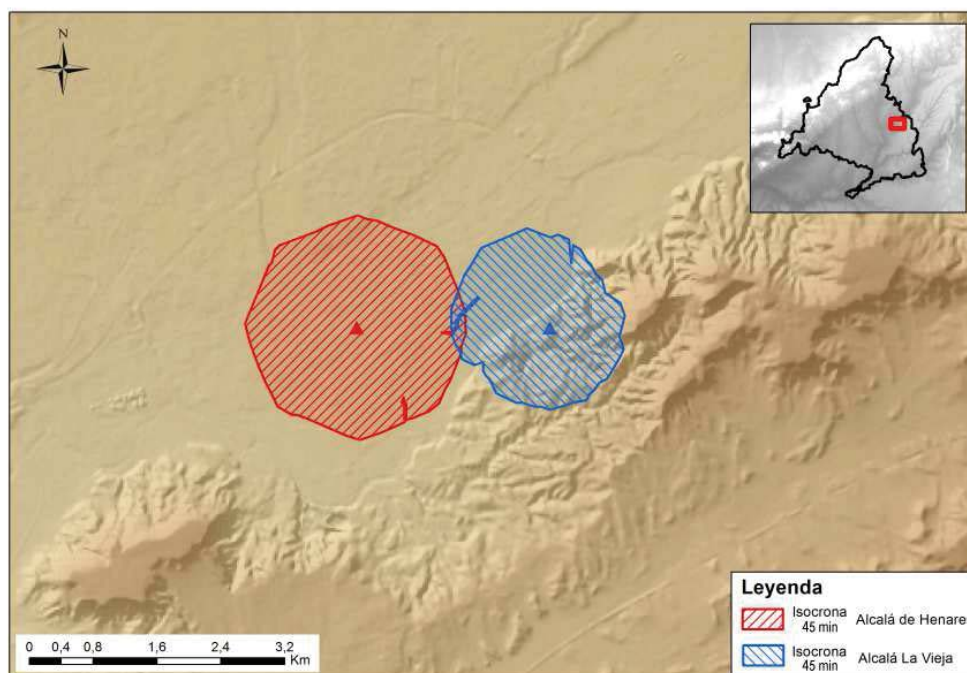 N
Leyenda
Isocrona
45 min
Alcalá de Henare
Isocrona
45 min
Alcalá La Vieja
0 0,4 0,8 1,6 2,4 3,2
Km